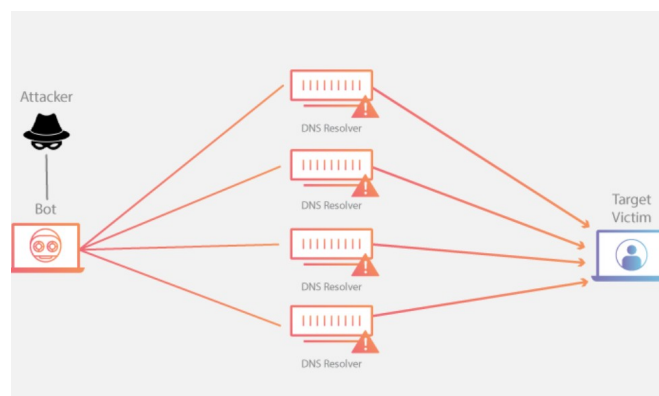 Attacker
Bot
DNS Resolver
DNS Resolver
DNS Resolver
DNS Resolver
Target
Victim